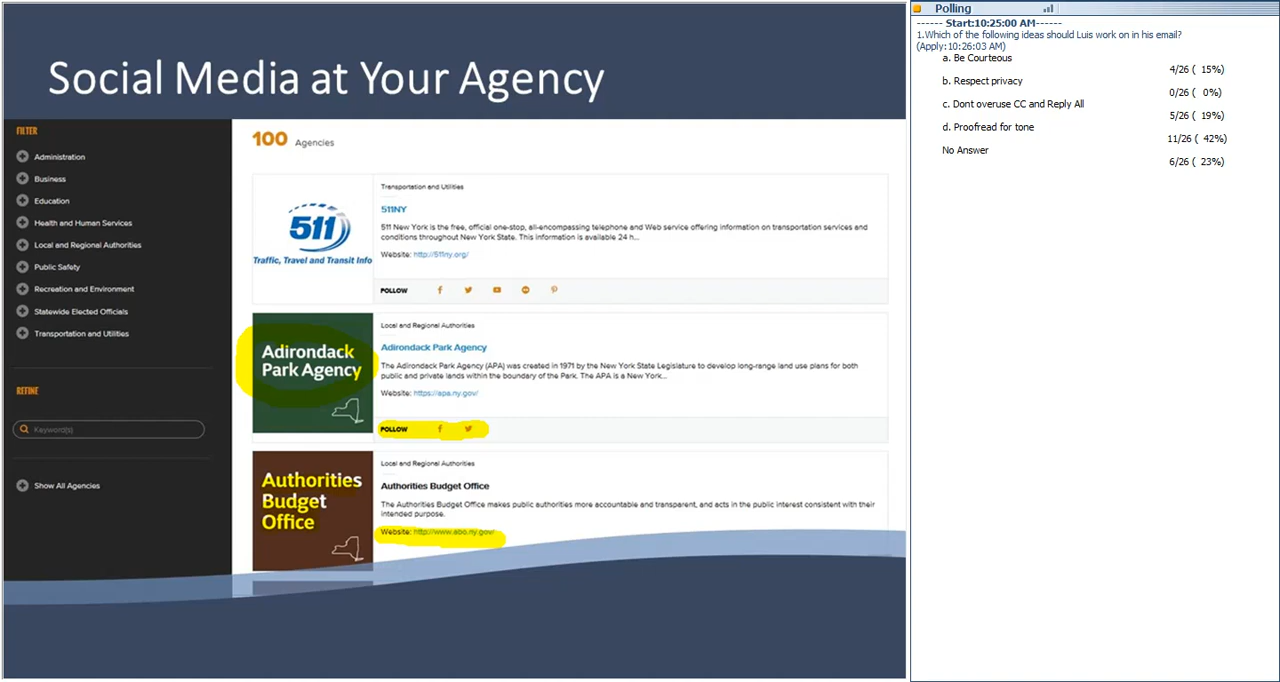 Social Media at Your Agency
FILTER
Administration
Business
Education
Health and Human Services
Local and Regional Authorities
Public Safety
Recreation and Environment
Statewide Elected Officials
Transportation and Utilities
REFINE
Keyword(s)
Show All Agencies
100 Agencies
511
Traffic, Travel and Transit Info
Transportation and Utilities
511NY
511 New York is the free, official one-stop, all-encompassing telephone and Web service offering information on transportation services and
conditions throughout New York State. This information is available 24 h...
Website: http://511ny.org/
FOLLOW
Adirondack
Park Agency
Local and Regional Authorities
Adirondack Park Agency
The Adirondack Park Agency (APA) was created in 1971 by the New York State Legislature to develop long-range land use plans for both
public and private lands within the boundary of the Park. The APA is a New York...
Website: https://apa.ny.gov/
FOLLOW
Authorities
Budget
Office
Local and Regional Authorities
Authorities Budget Office
The Authorities Budget Office makes public authorities more accountable and transparent, and acts in the public interest consistent with their
intended purpose.
Website: http://www.abo.ny.gov/
Polling
------ Start:10:25:00 AM------
1.Which of the following ideas should Luis work on in his email?
(Apply:10:26:03 AM)
a. Be Courteous
4/26 ( 15%)
b. Respect privacy
0/26 ( 0%)
c. Dont overuse CC and Reply All
5/26 ( 19%)
d. Proofread for tone
11/26 ( 42%)
No Answer
6/26 ( 23%)